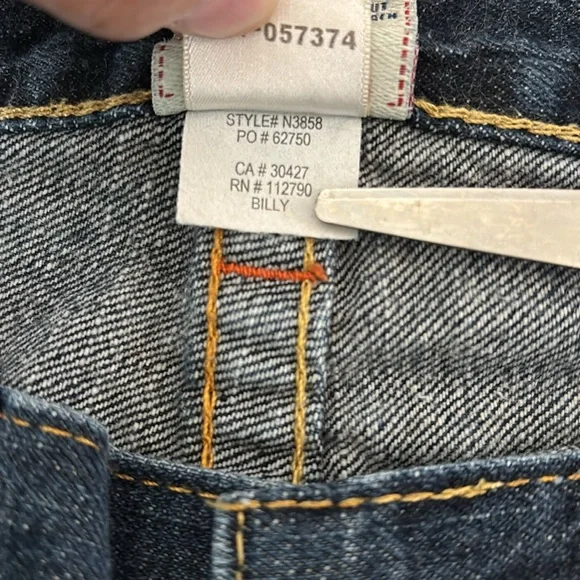 057374
STYLE# N3858
PO # 62750
CA # 30427
RN # 112790
BILLY